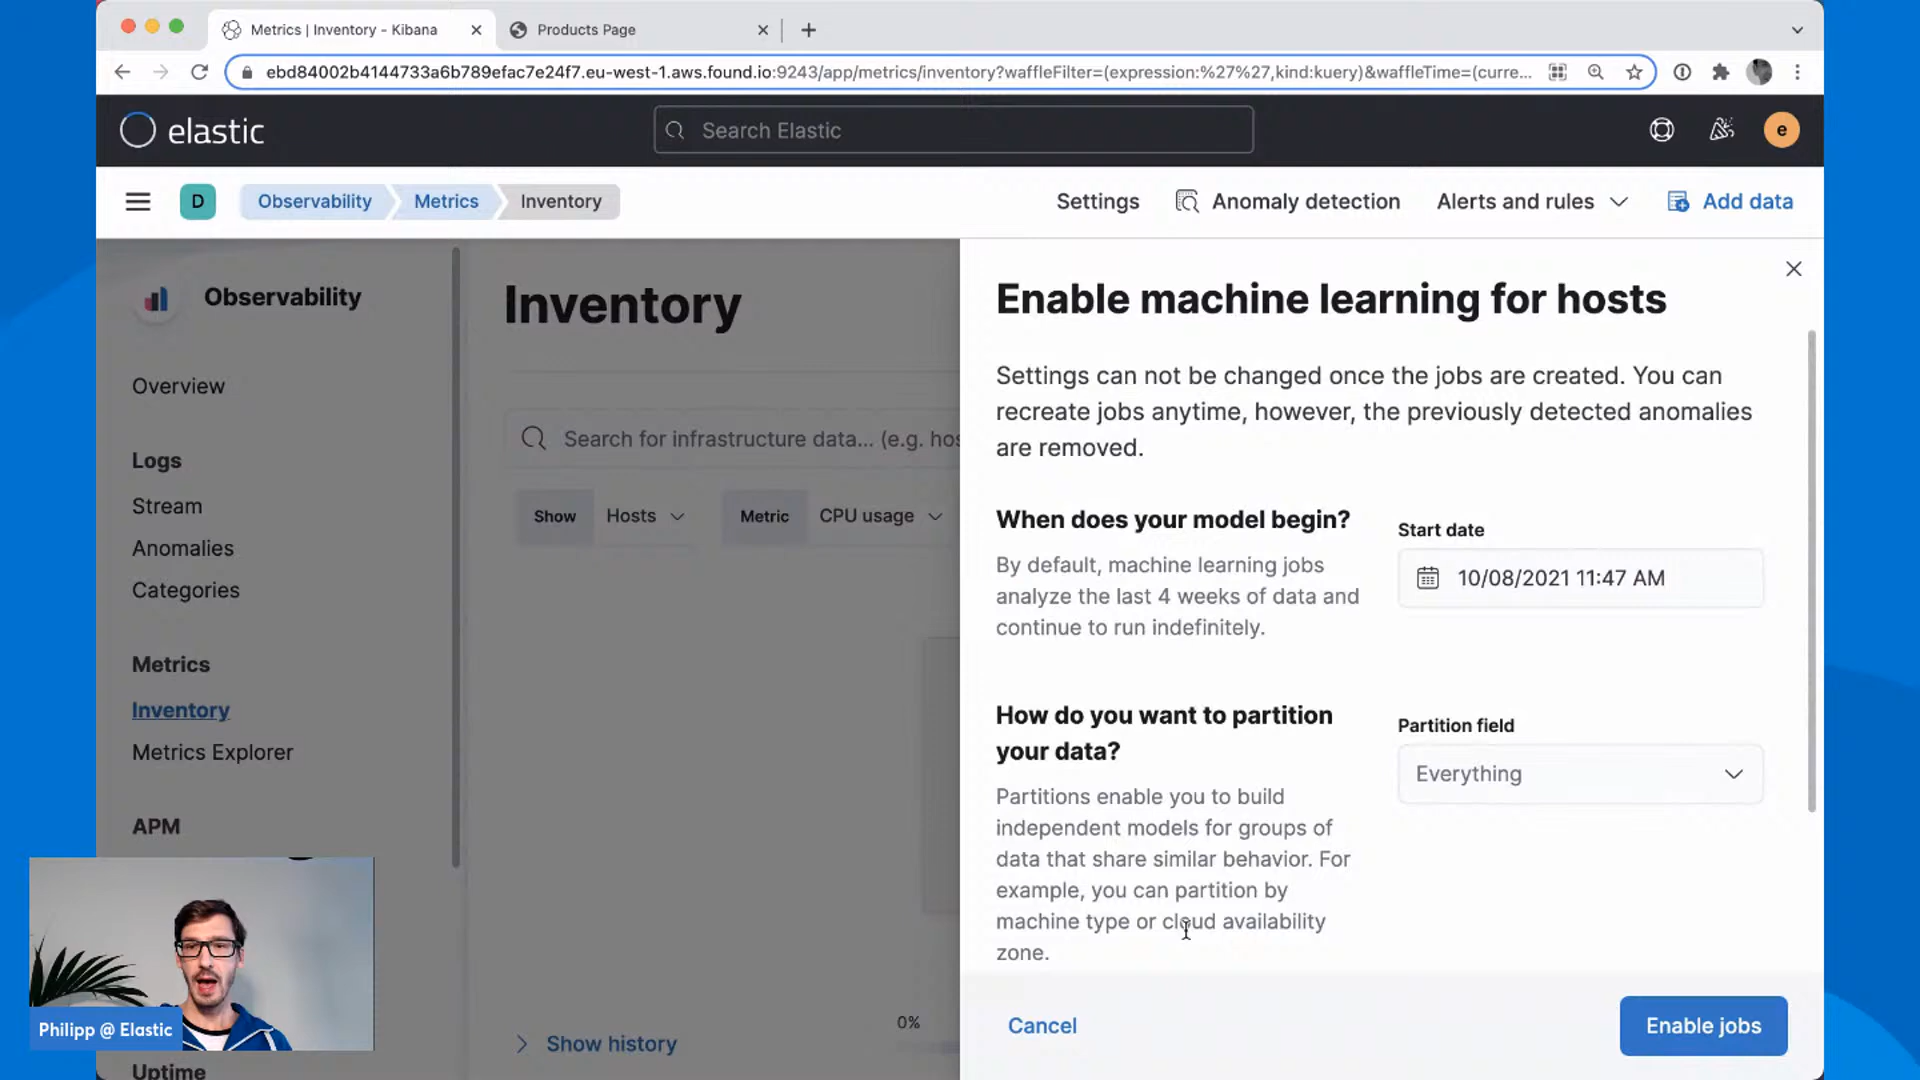 Metrics | Inventory - Kibana
Products Page
ebd84002b4144733a6b789efac7e24f7.eu-west-1.aws.found.io:9243/app/metrics/inventory?waffleFilter=(expression:%27%27,kind:kuery)&waffleTime=(curre...
elastic
Search Elastic
e
D
Observability
Metrics
Inventory
Settings
Anomaly detection
Alerts and rules
Add data
Observability
Overview
Logs
Stream
Anomalies
Categories
Metrics
Inventory
Metrics Explorer
APM
Uptime
Inventory
Search for infrastructure data... (e.g. hos
Show
Hosts
Metric
CPU usage
0%
Show history
Enable machine learning for hosts
Settings can not be changed once the jobs are created. You can
recreate jobs anytime, however, the previously detected anomalies
are removed.
When does your model begin?
By default, machine learning jobs
analyze the last 4 weeks of data and
continue to run indefinitely.
Start date
10/08/2021 11:47 AM
How do you want to partition
your data?
Partitions enable you to build
independent models for groups of
data that share similar behavior. For
example, you can partition by
machine type or cloud availability
zone.
Partition field
Everything
Cancel
Enable jobs
Philipp @ Elastic